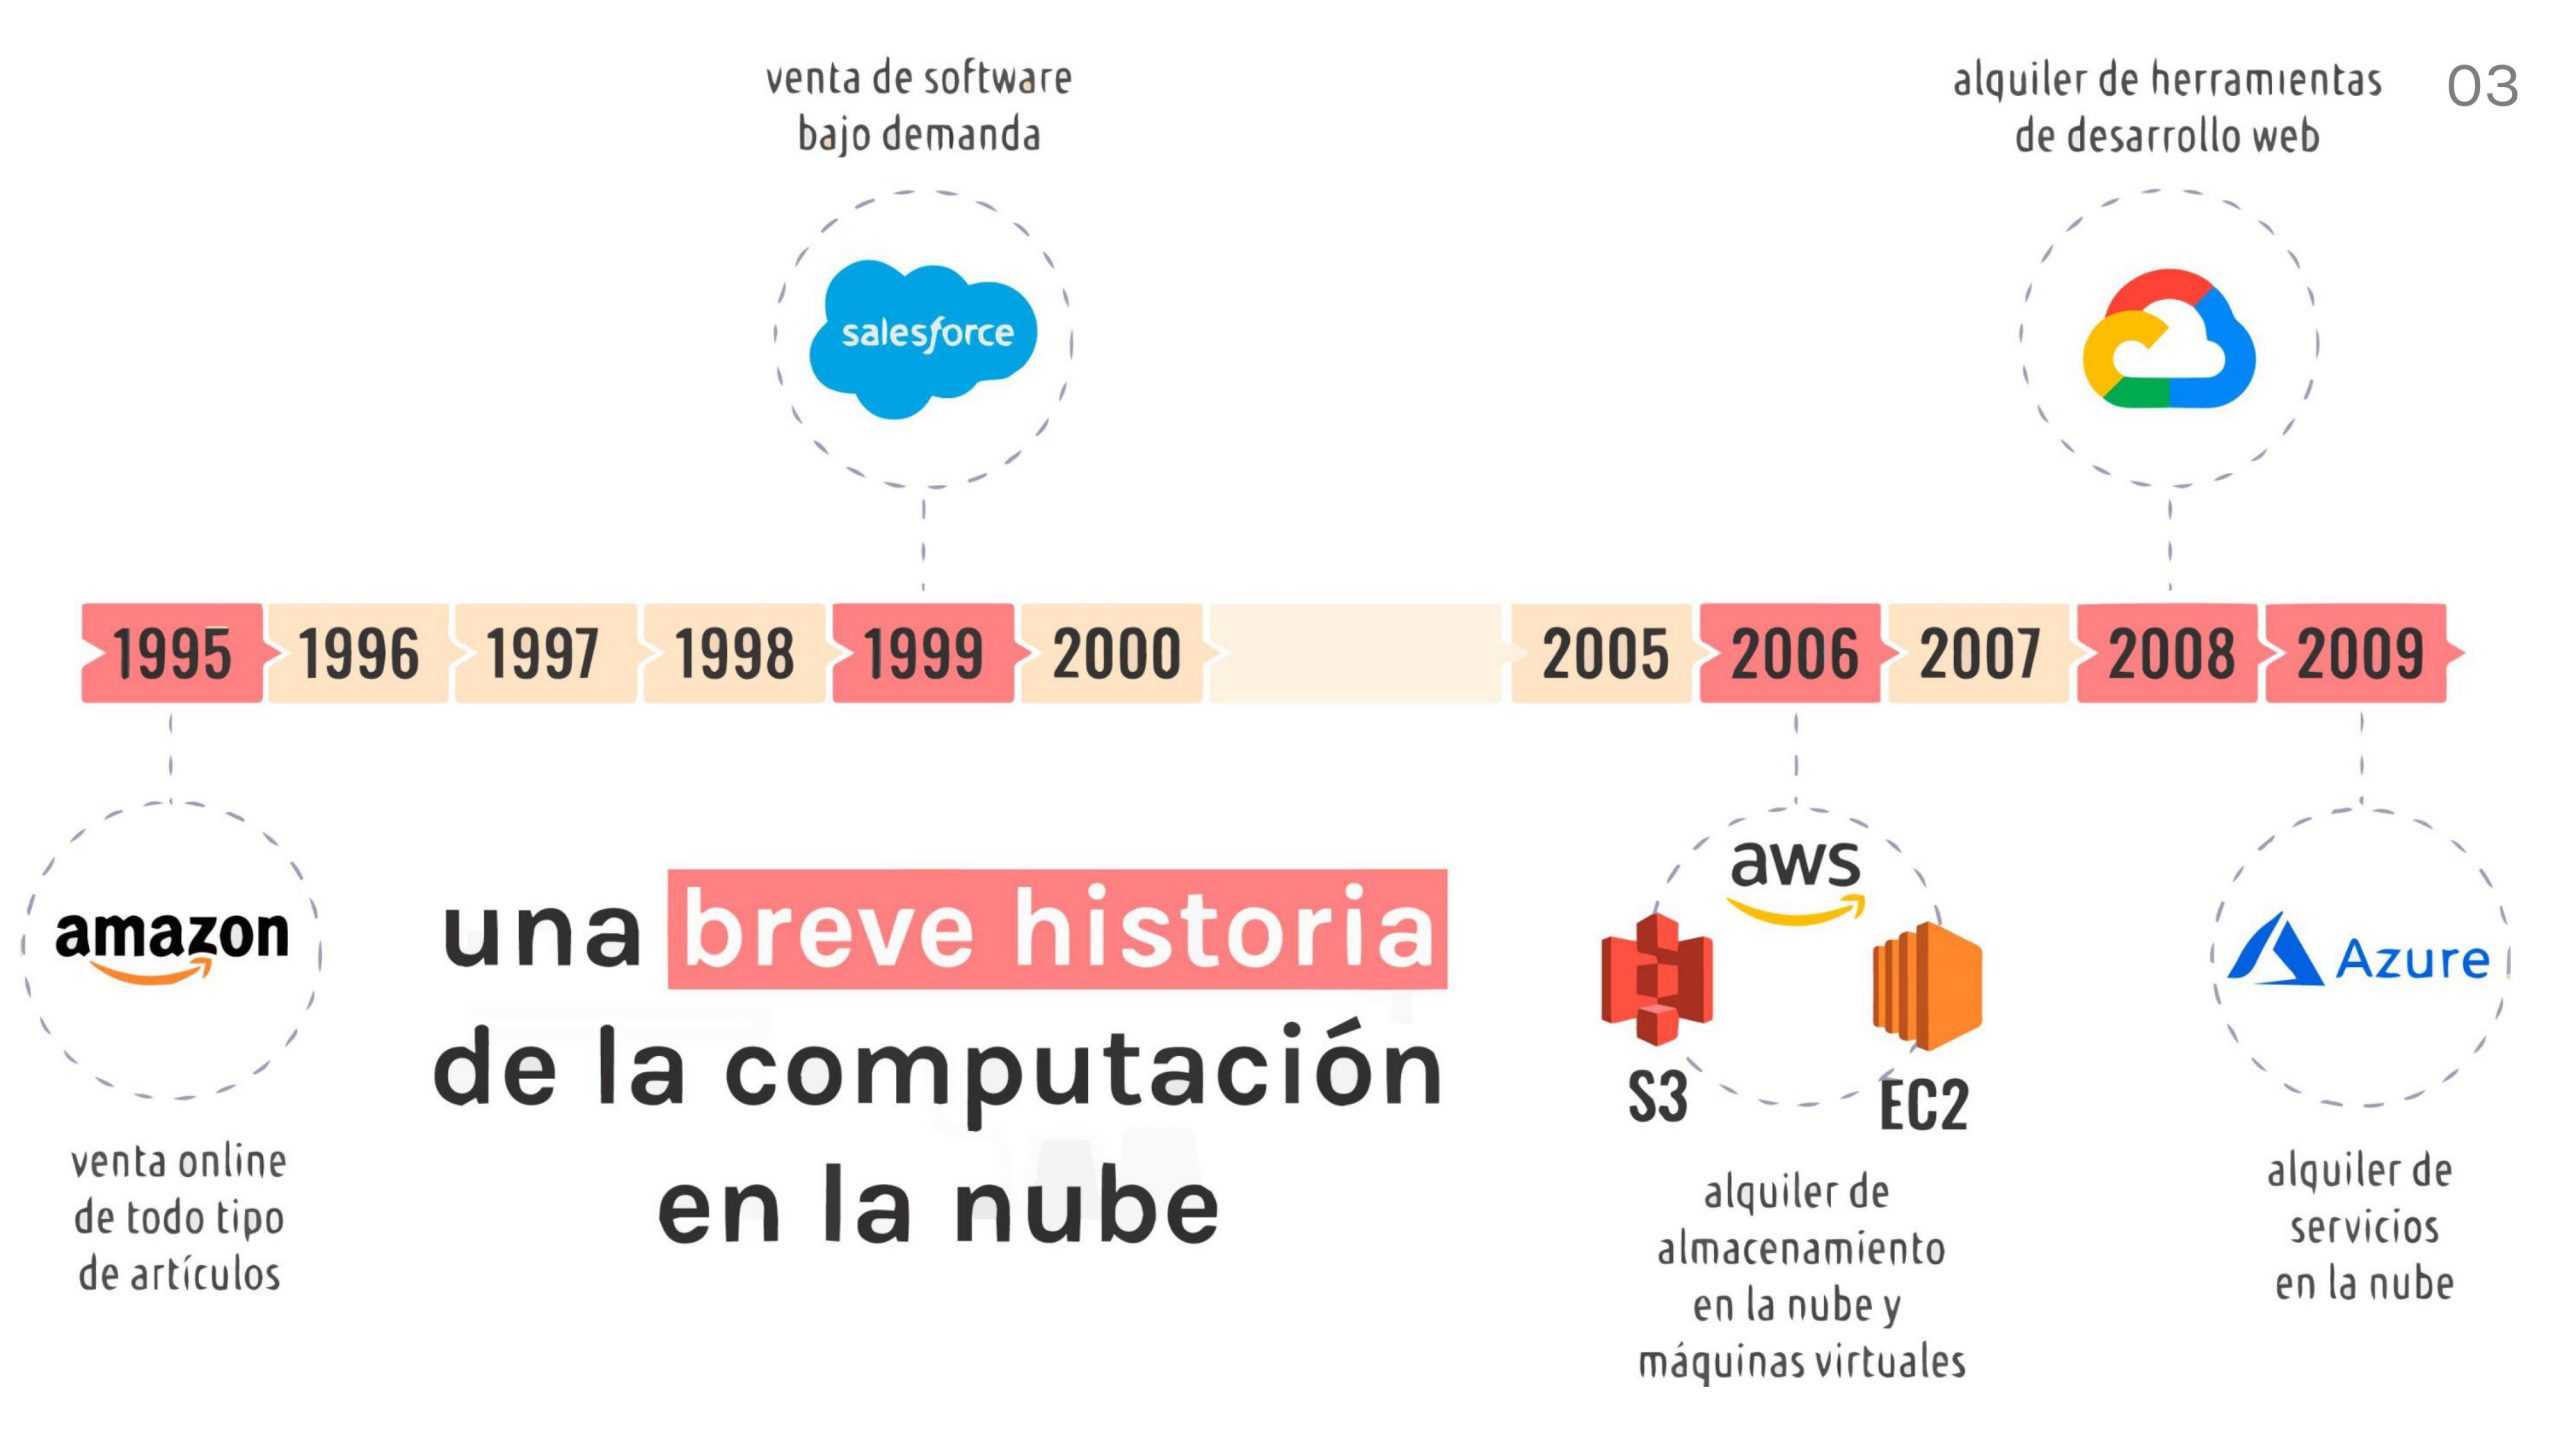 venta de software
bajo demanda
alquiler de herramientas
de desarrollo web
03
salesforce
1995 1996 1997 1998 1999 2000 2005 2006 2007 2008 2009
amazon
venta online
de todo tipo
de artículos
una breve historia
de la computación
en la nube
aws
S3
EC2
alquiler de
almacenamiento
en la nube y
máquinas virtuales
Azure
alquiler de
servicios
en la nube